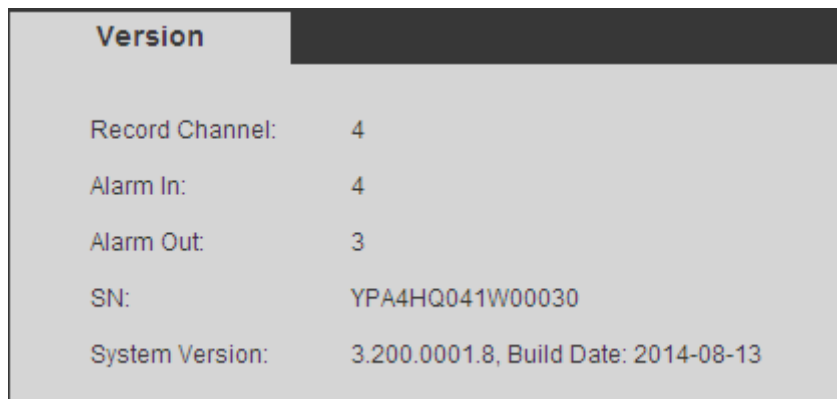 Version
Record Channel: 4
Alarm In: 4
Alarm Out: 3
SN: YPA4HQ041W00030
System Version: 3.200.0001.8, Build Date: 2014-08-13